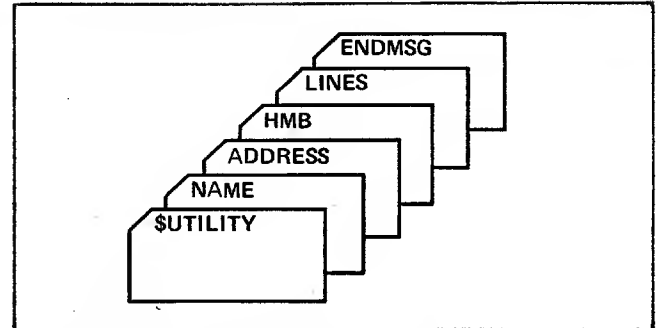 ENDMSG
LINES
HMB
ADDRESS
NAME
$UTILITY